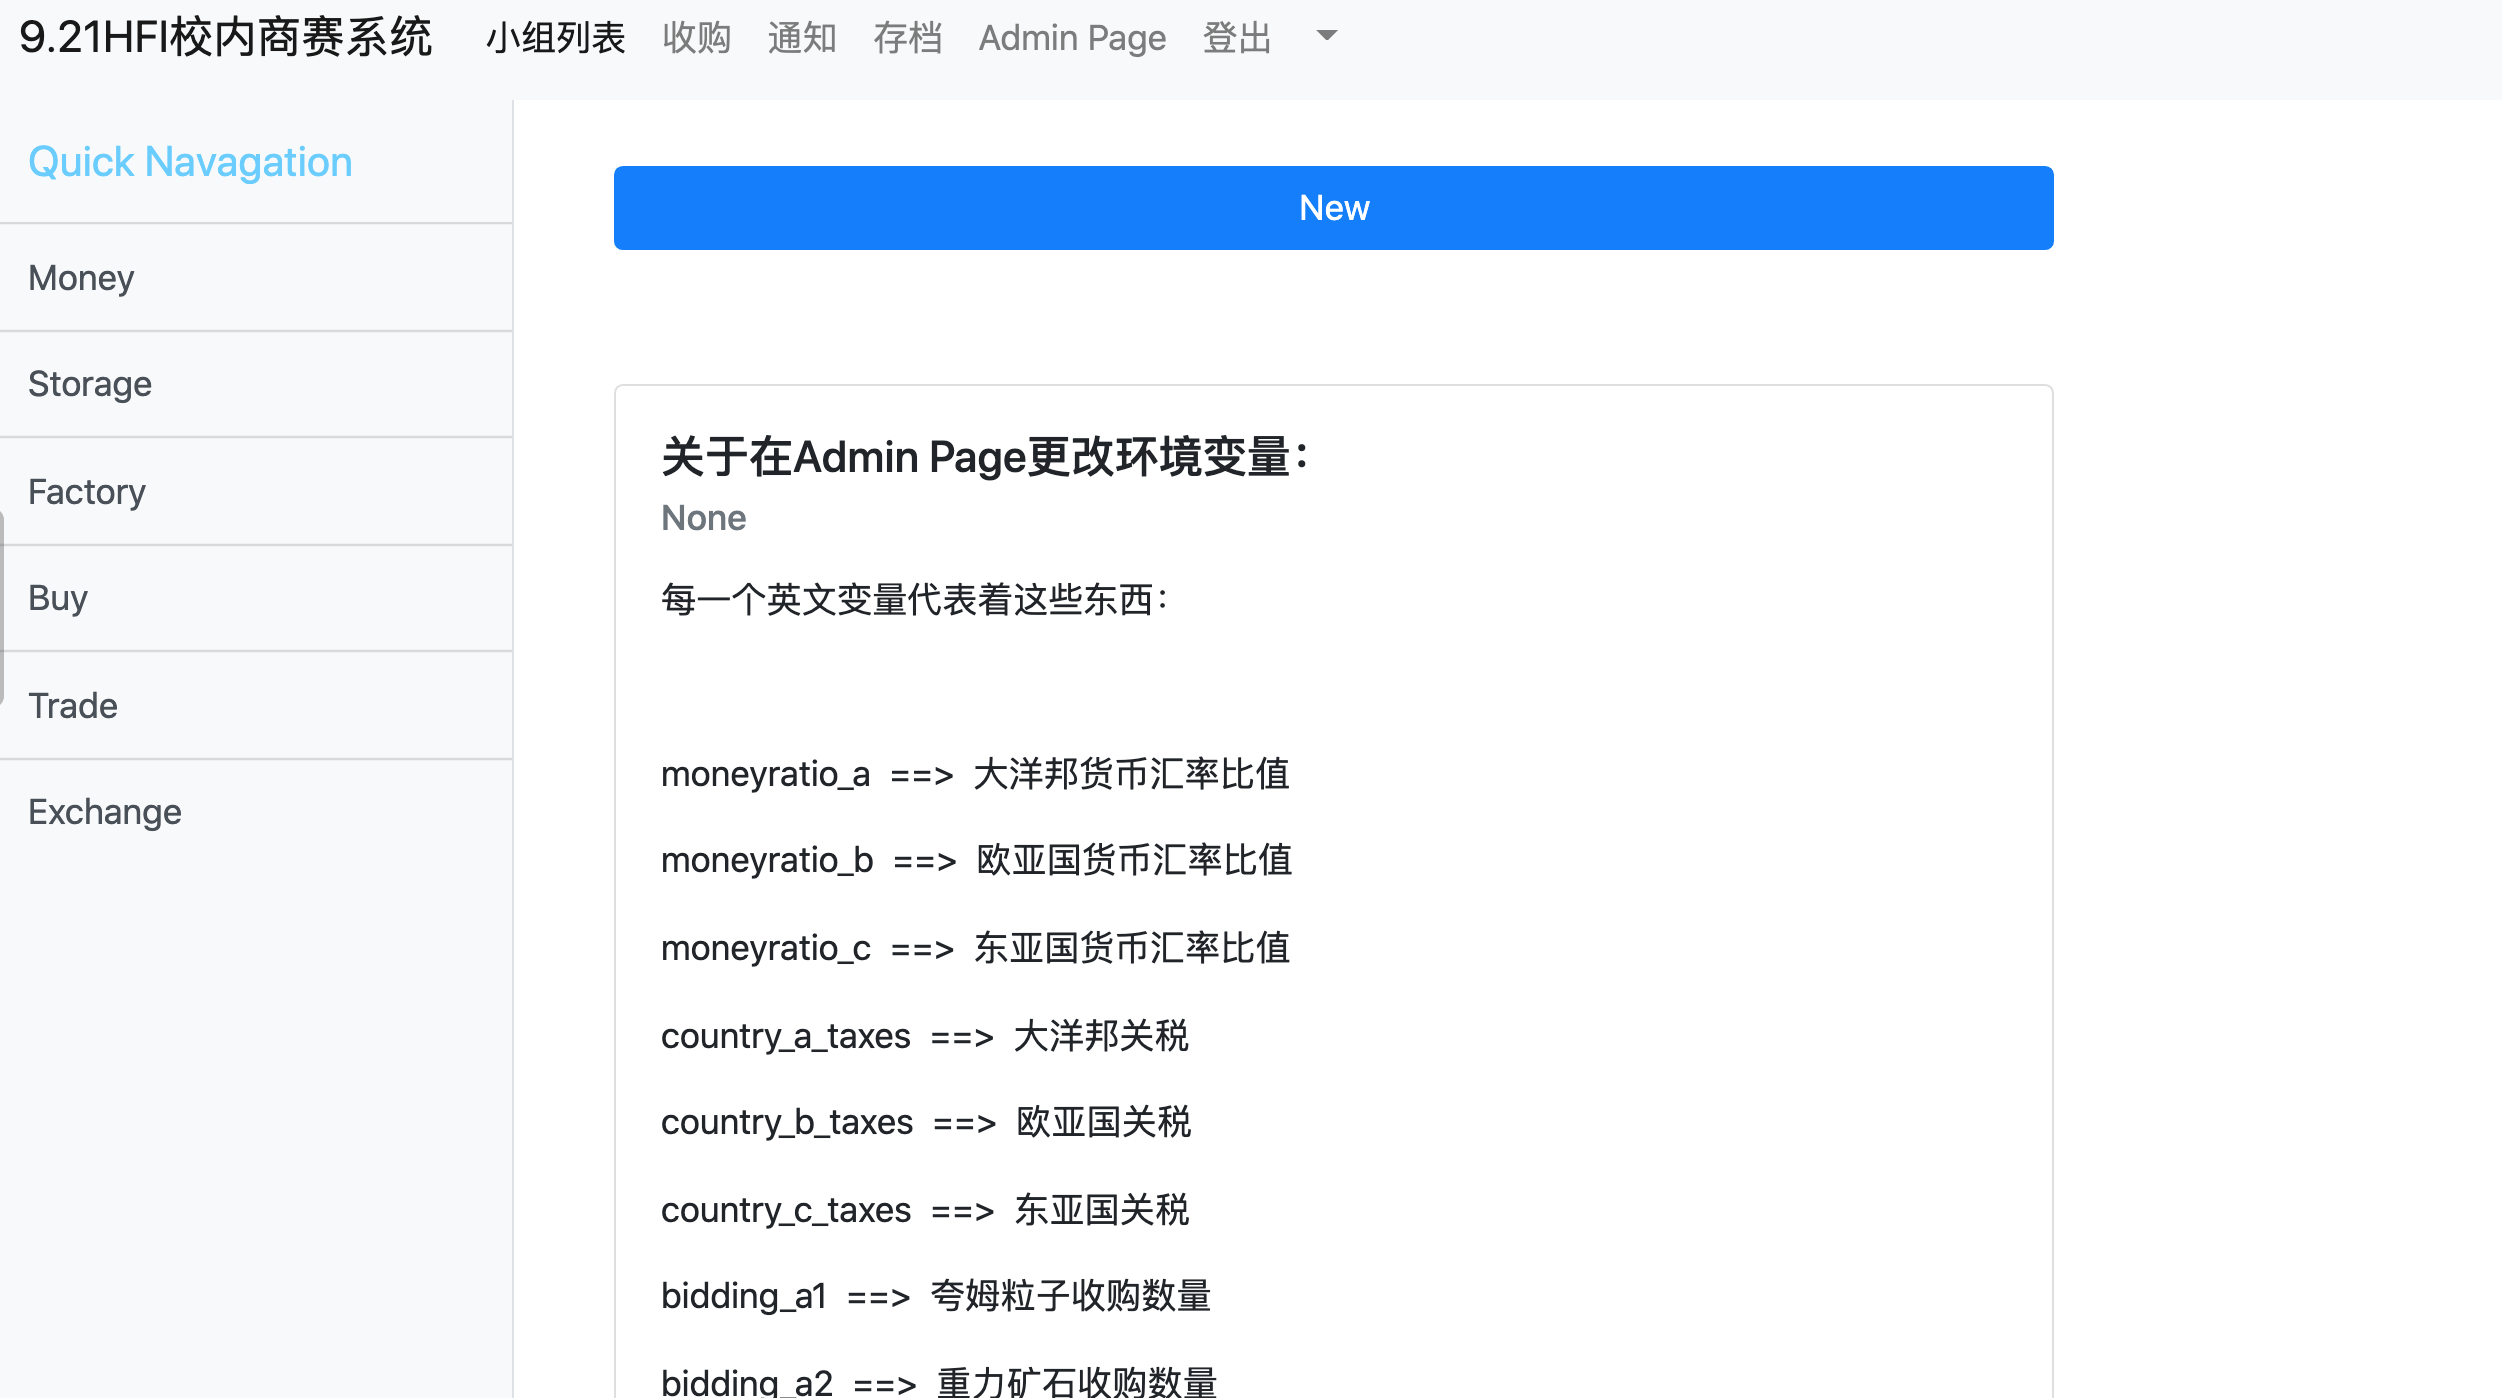 9.21HFI校内商赛系统 小组列表 收购 通知 存档 Admin Page 登出
Quick Navagation
Money
Storage
Factory
Buy
Trade
Exchange
New
关于在Admin Page更改环境变量：
None
每一个英文变量代表着这些东西：
moneyratio_a ==> 大洋邦货币汇率比值
moneyratio_b ==> 欧亚国货币汇率比值
moneyratio_c ==> 东亚国货币汇率比值
country_a_taxes ==> 大洋邦关税
country_b_taxes ==> 欧亚国关税
country_c_taxes ==> 东亚国关税
bidding_a1 ==> 夸姆粒子收购数量
bidding_a2 ==> 重力矿石收购数量